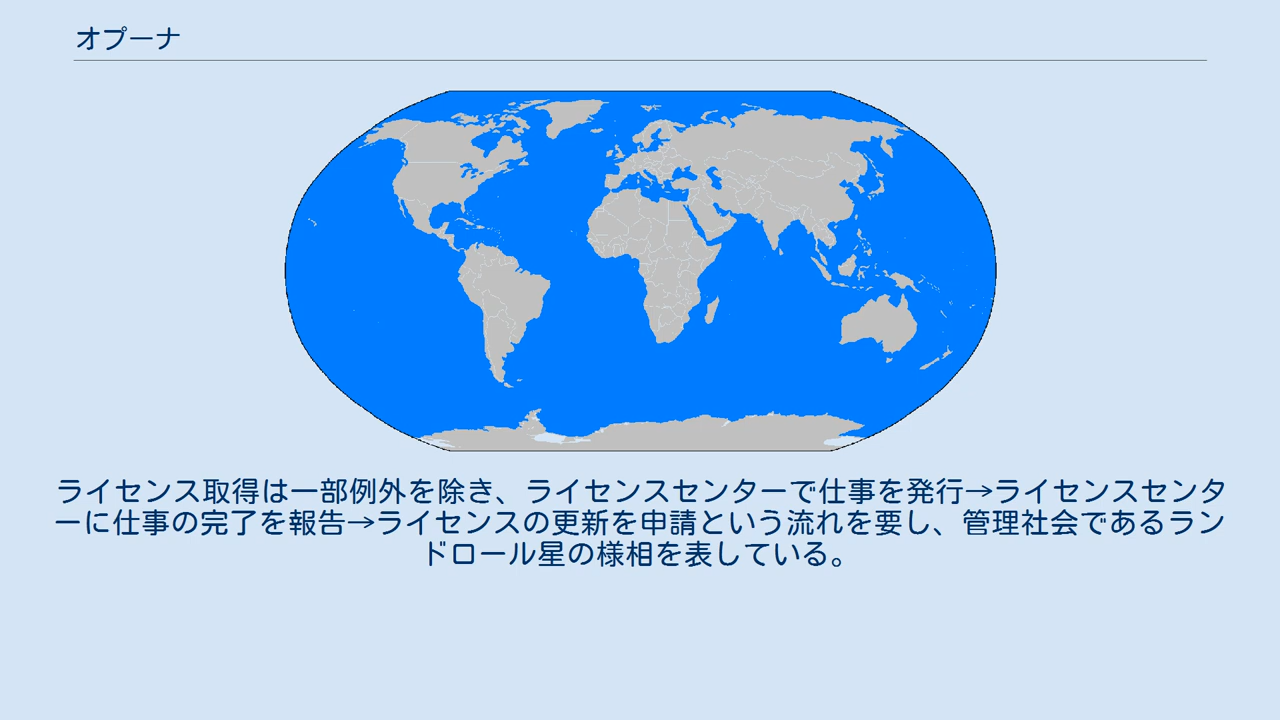 オプーナ
ライセンス取得は一部例外を除き、ライセンスセンターで仕事を発行→ライセンスセンタ
ーに仕事の完了を報告→ライセンスの更新を申請という流れを要し、管理社会であるラン
ドロール星の様相を表している。